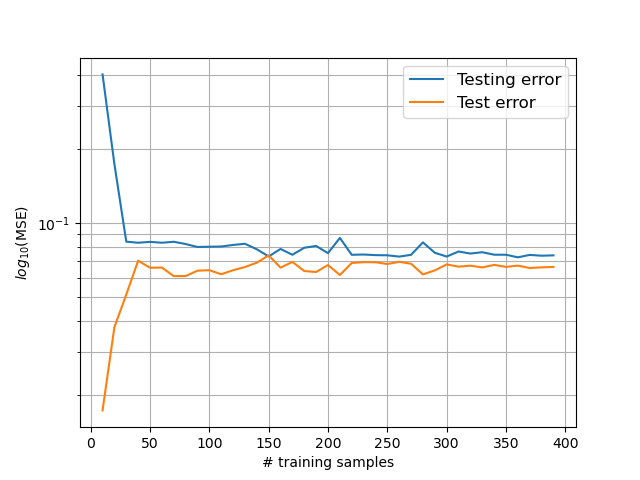 Testing error
Test error
10⁻¹
log₁₀(MSE)
0 50 100 150 200 250 300 350 400
# training samples